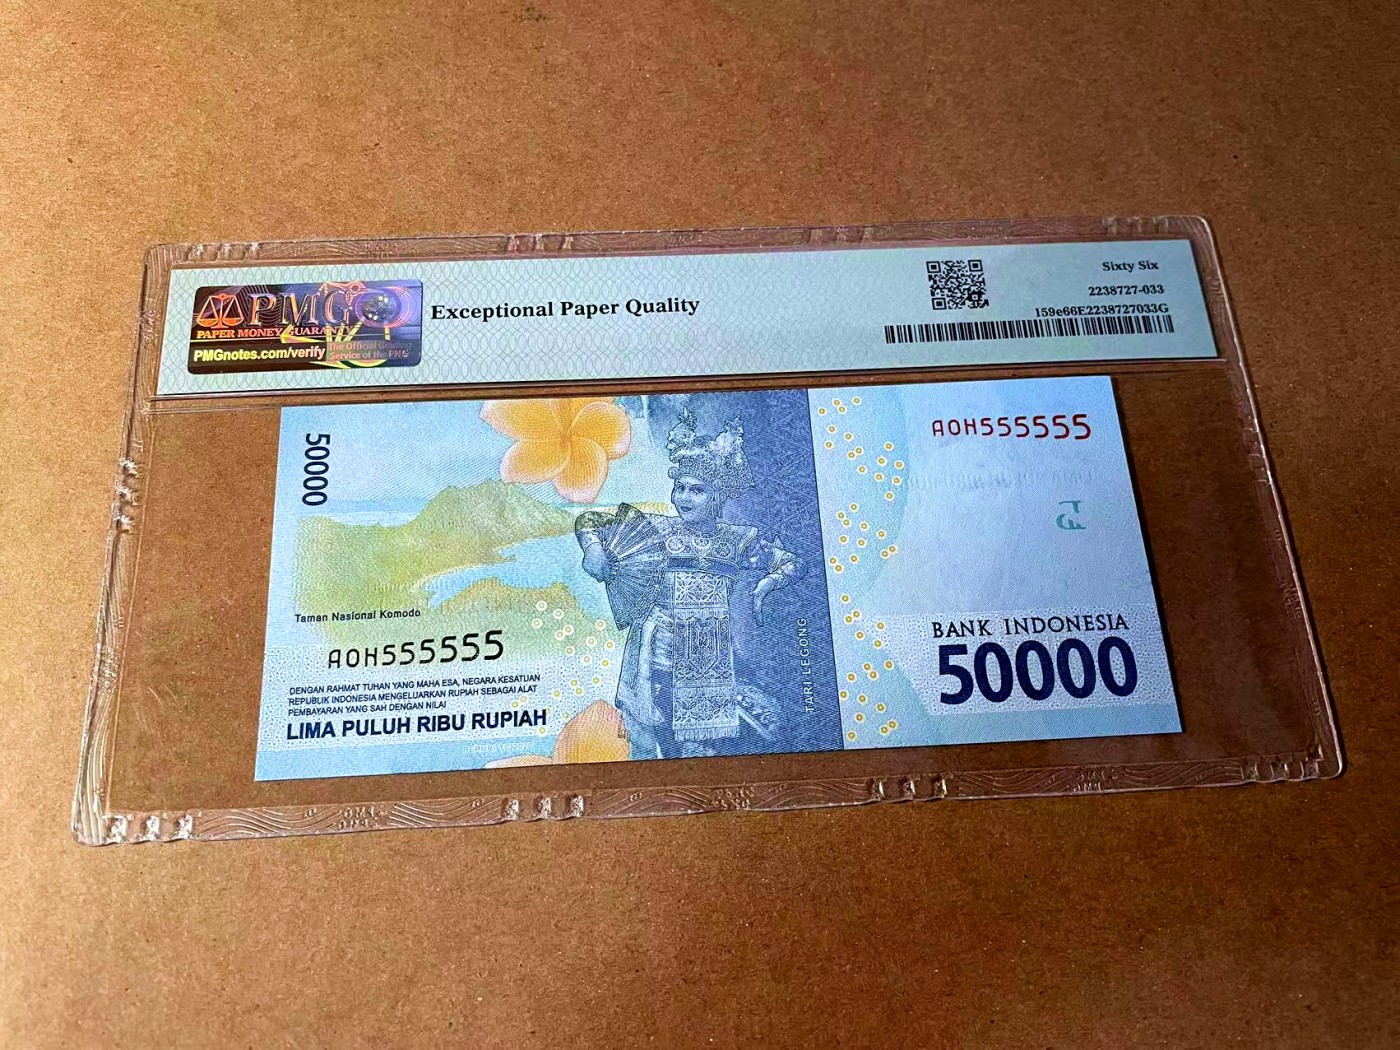 PMG
PAPER MONEY GUARANTY
PMGnotes.com/verify
The Official Grading
Service of the PNG
Exceptional Paper Quality
Sixty Six
2238727-033
159e66E2238727033G
50000
AOH555555
Taman Nasional Komodo
AOH555555
DENGAN RAHMAT TUHAN YANG MAHA ESA, NEGARA KESATUAN
REPUBLIK INDONESIA MENGELUARKAN RUPIAH SEBAGAI ALAT
PEMBAYARAN YANG SAH DENGAN NILAI
LIMA PULUH RIBU RUPIAH
TARI LEGONG
BANK INDONESIA
50000